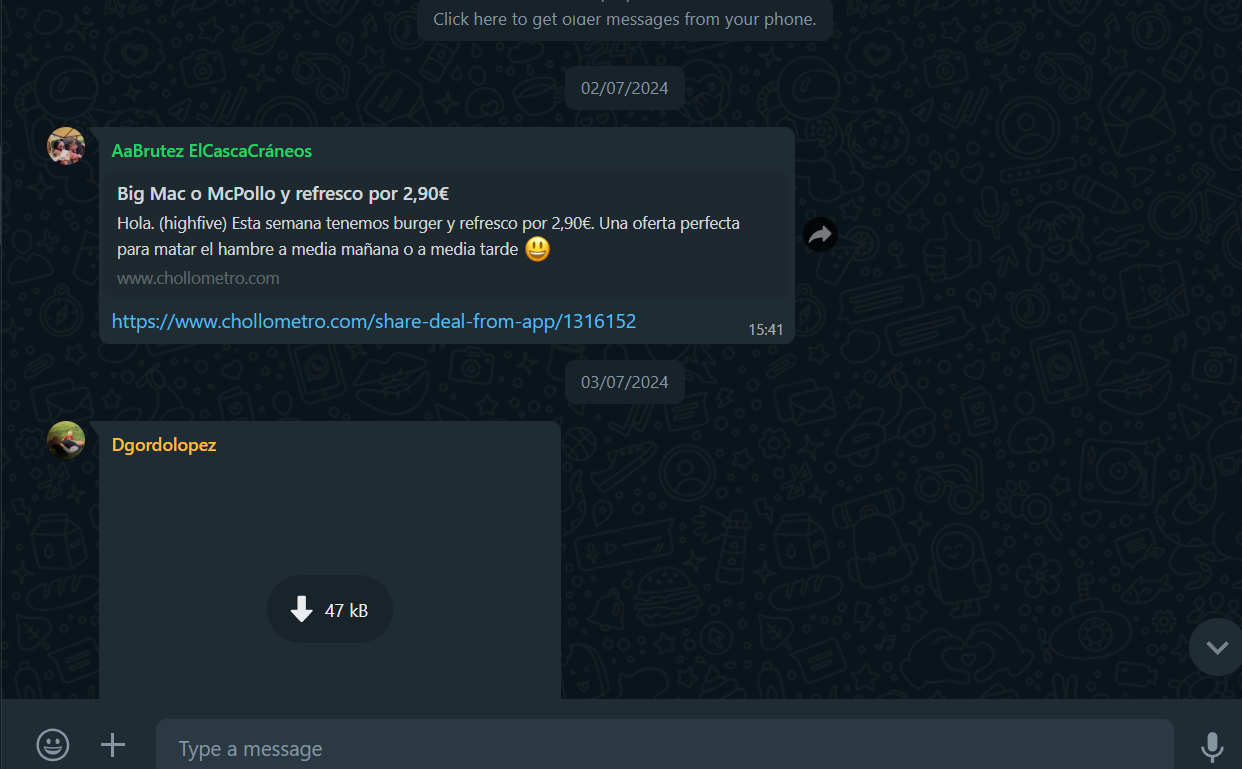 Click here to get older messages from your phone.
02/07/2024
AaBrutez ElCascaCráneos
Big Mac o McPollo y refresco por 2,90€
Hola. (highfive) Esta semana tenemos burger y refresco por 2,90€. Una oferta perfecta
para matar el hambre a media mañana o a media tarde 😃
www.chollometro.com
https://www.chollometro.com/share-deal-from-app/1316152
15:41
03/07/2024
Dgordolopez
47 kB
Type a message